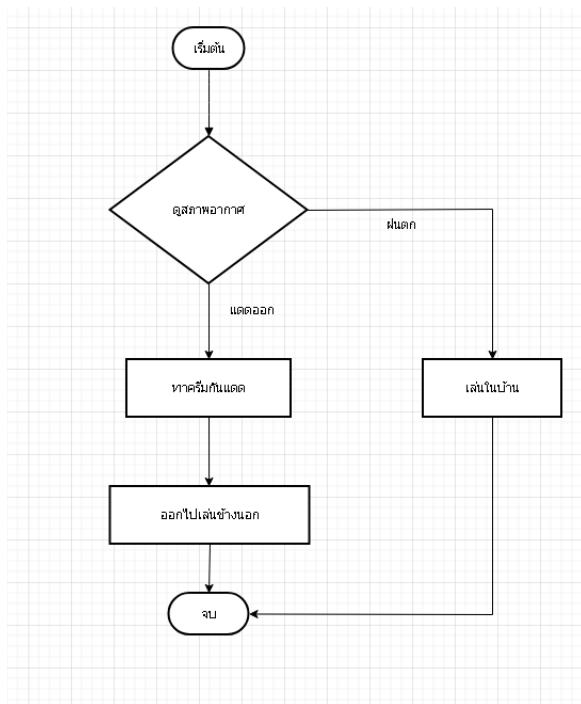 เริ่มต้น
ดูสภาพอากาศ
ฝนตก
แดดออก
ทาครีมกันแดด
เล่นในบ้าน
ออกไปเล่นข้างนอก
จบ